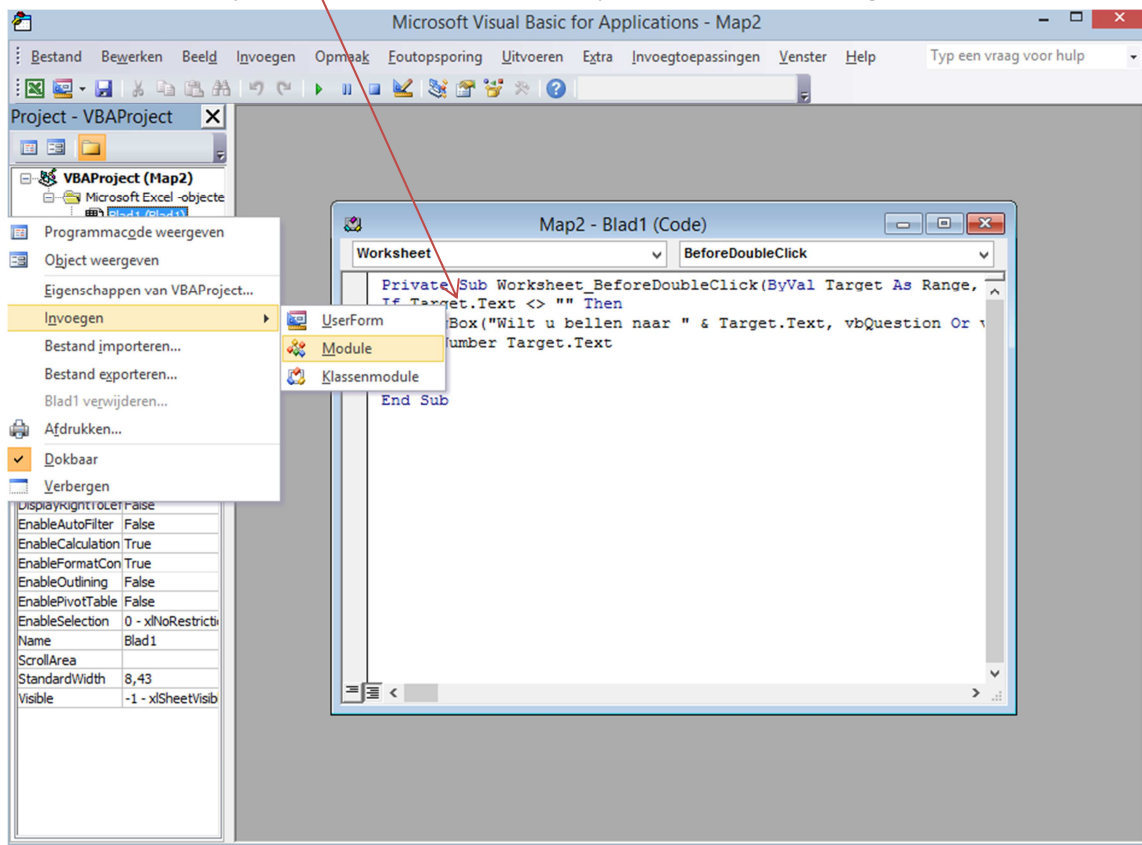 Microsoft Visual Basic for Applications - Map2
Bestand Bewerken Beeld Invoegen Opmaak Foutopsporing Uitvoeren Extra Invoegtoepassingen Venster Help Typ een vraag voor hulp
Project - VBAProject
VBAProject (Map2)
Microsoft Excel -objecte
Blad1 (Blad1)
Programmacode weergeven
Object weergeven
Eigenschappen van VBAProject...
Invoegen
Bestand importeren...
Bestand exporteren...
Blad1 verwijderen...
Afdrukken...
Dokbaar
Verbergen
UserForm
Module
Klassenmodule
DisplayRightToLef False
EnableAutoFilter False
EnableCalculation True
EnableFormatCon True
EnableOutlining False
EnablePivotTable False
EnableSelection 0 - xlNoRestricti
Name Blad1
ScrollArea
StandardWidth 8,43
Visible -1 - xlSheetVisib
Map2 - Blad1 (Code)
Worksheet BeforeDoubleClick
Private Sub Worksheet_BeforeDoubleClick(ByVal Target As Range,
If Target.Text <> "" Then
Box("Wilt u bellen naar " & Target.Text, vbQuestion Or
Number Target.Text
End Sub